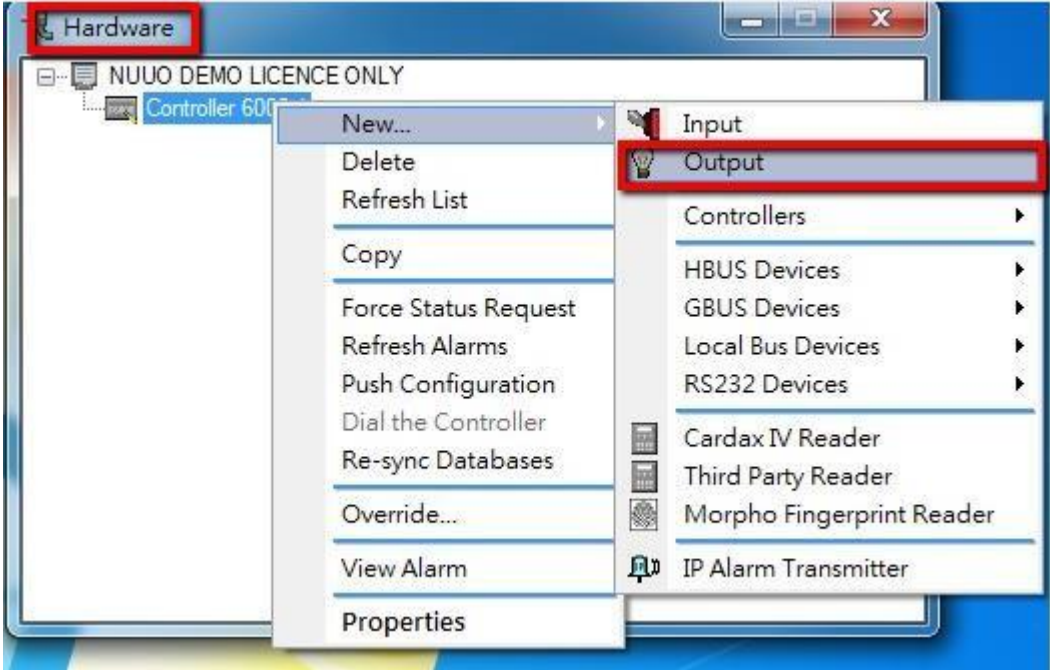 Hardware
NUUO DEMO LICENCE ONLY
Controller
New...
Delete
Refresh List
Copy
Force Status Request
Refresh Alarms
Push Configuration
Dial the Controller
Re-sync Databases
Override...
View Alarm
Properties
Input
Output
Controllers
HBUS Devices
GBUS Devices
Local Bus Devices
RS232 Devices
Cardax IV Reader
Third Party Reader
Morpho Fingerprint Reader
IP Alarm Transmitter